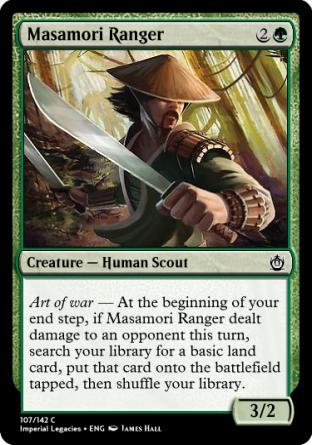 Masamori Ranger 2
Creature — Human Scout
Art of war — At the beginning of your
end step, if Masamori Ranger dealt
damage to an opponent this turn,
search your library for a basic land
card, put that card onto the battlefield
tapped, then shuffle your library.
3/2
107/142 C
Imperial Legacies • ENG James Hall